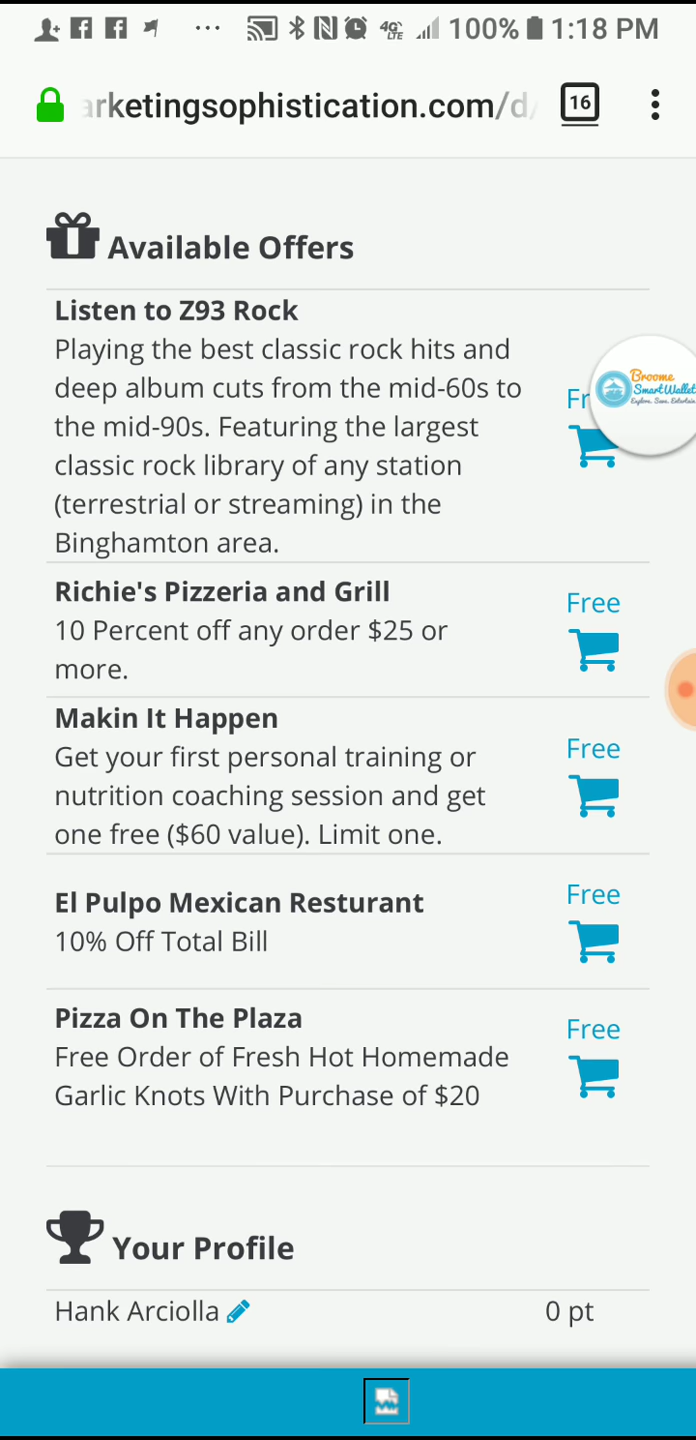 100% 1:18 PM
arketingsophistication.com/d/
16
Available Offers
Listen to Z93 Rock
Playing the best classic rock hits and
deep album cuts from the mid-60s to
the mid-90s. Featuring the largest
classic rock library of any station
(terrestrial or streaming) in the
Binghamton area.
Fr
Broome
SmartWallet
Explore. Save. Entertain.
Richie's Pizzeria and Grill
10 Percent off any order $25 or
more.
Free
Makin It Happen
Get your first personal training or
nutrition coaching session and get
one free ($60 value). Limit one.
Free
El Pulpo Mexican Resturant
10% Off Total Bill
Free
Pizza On The Plaza
Free Order of Fresh Hot Homemade
Garlic Knots With Purchase of $20
Free
Your Profile
Hank Arciolla 0 pt